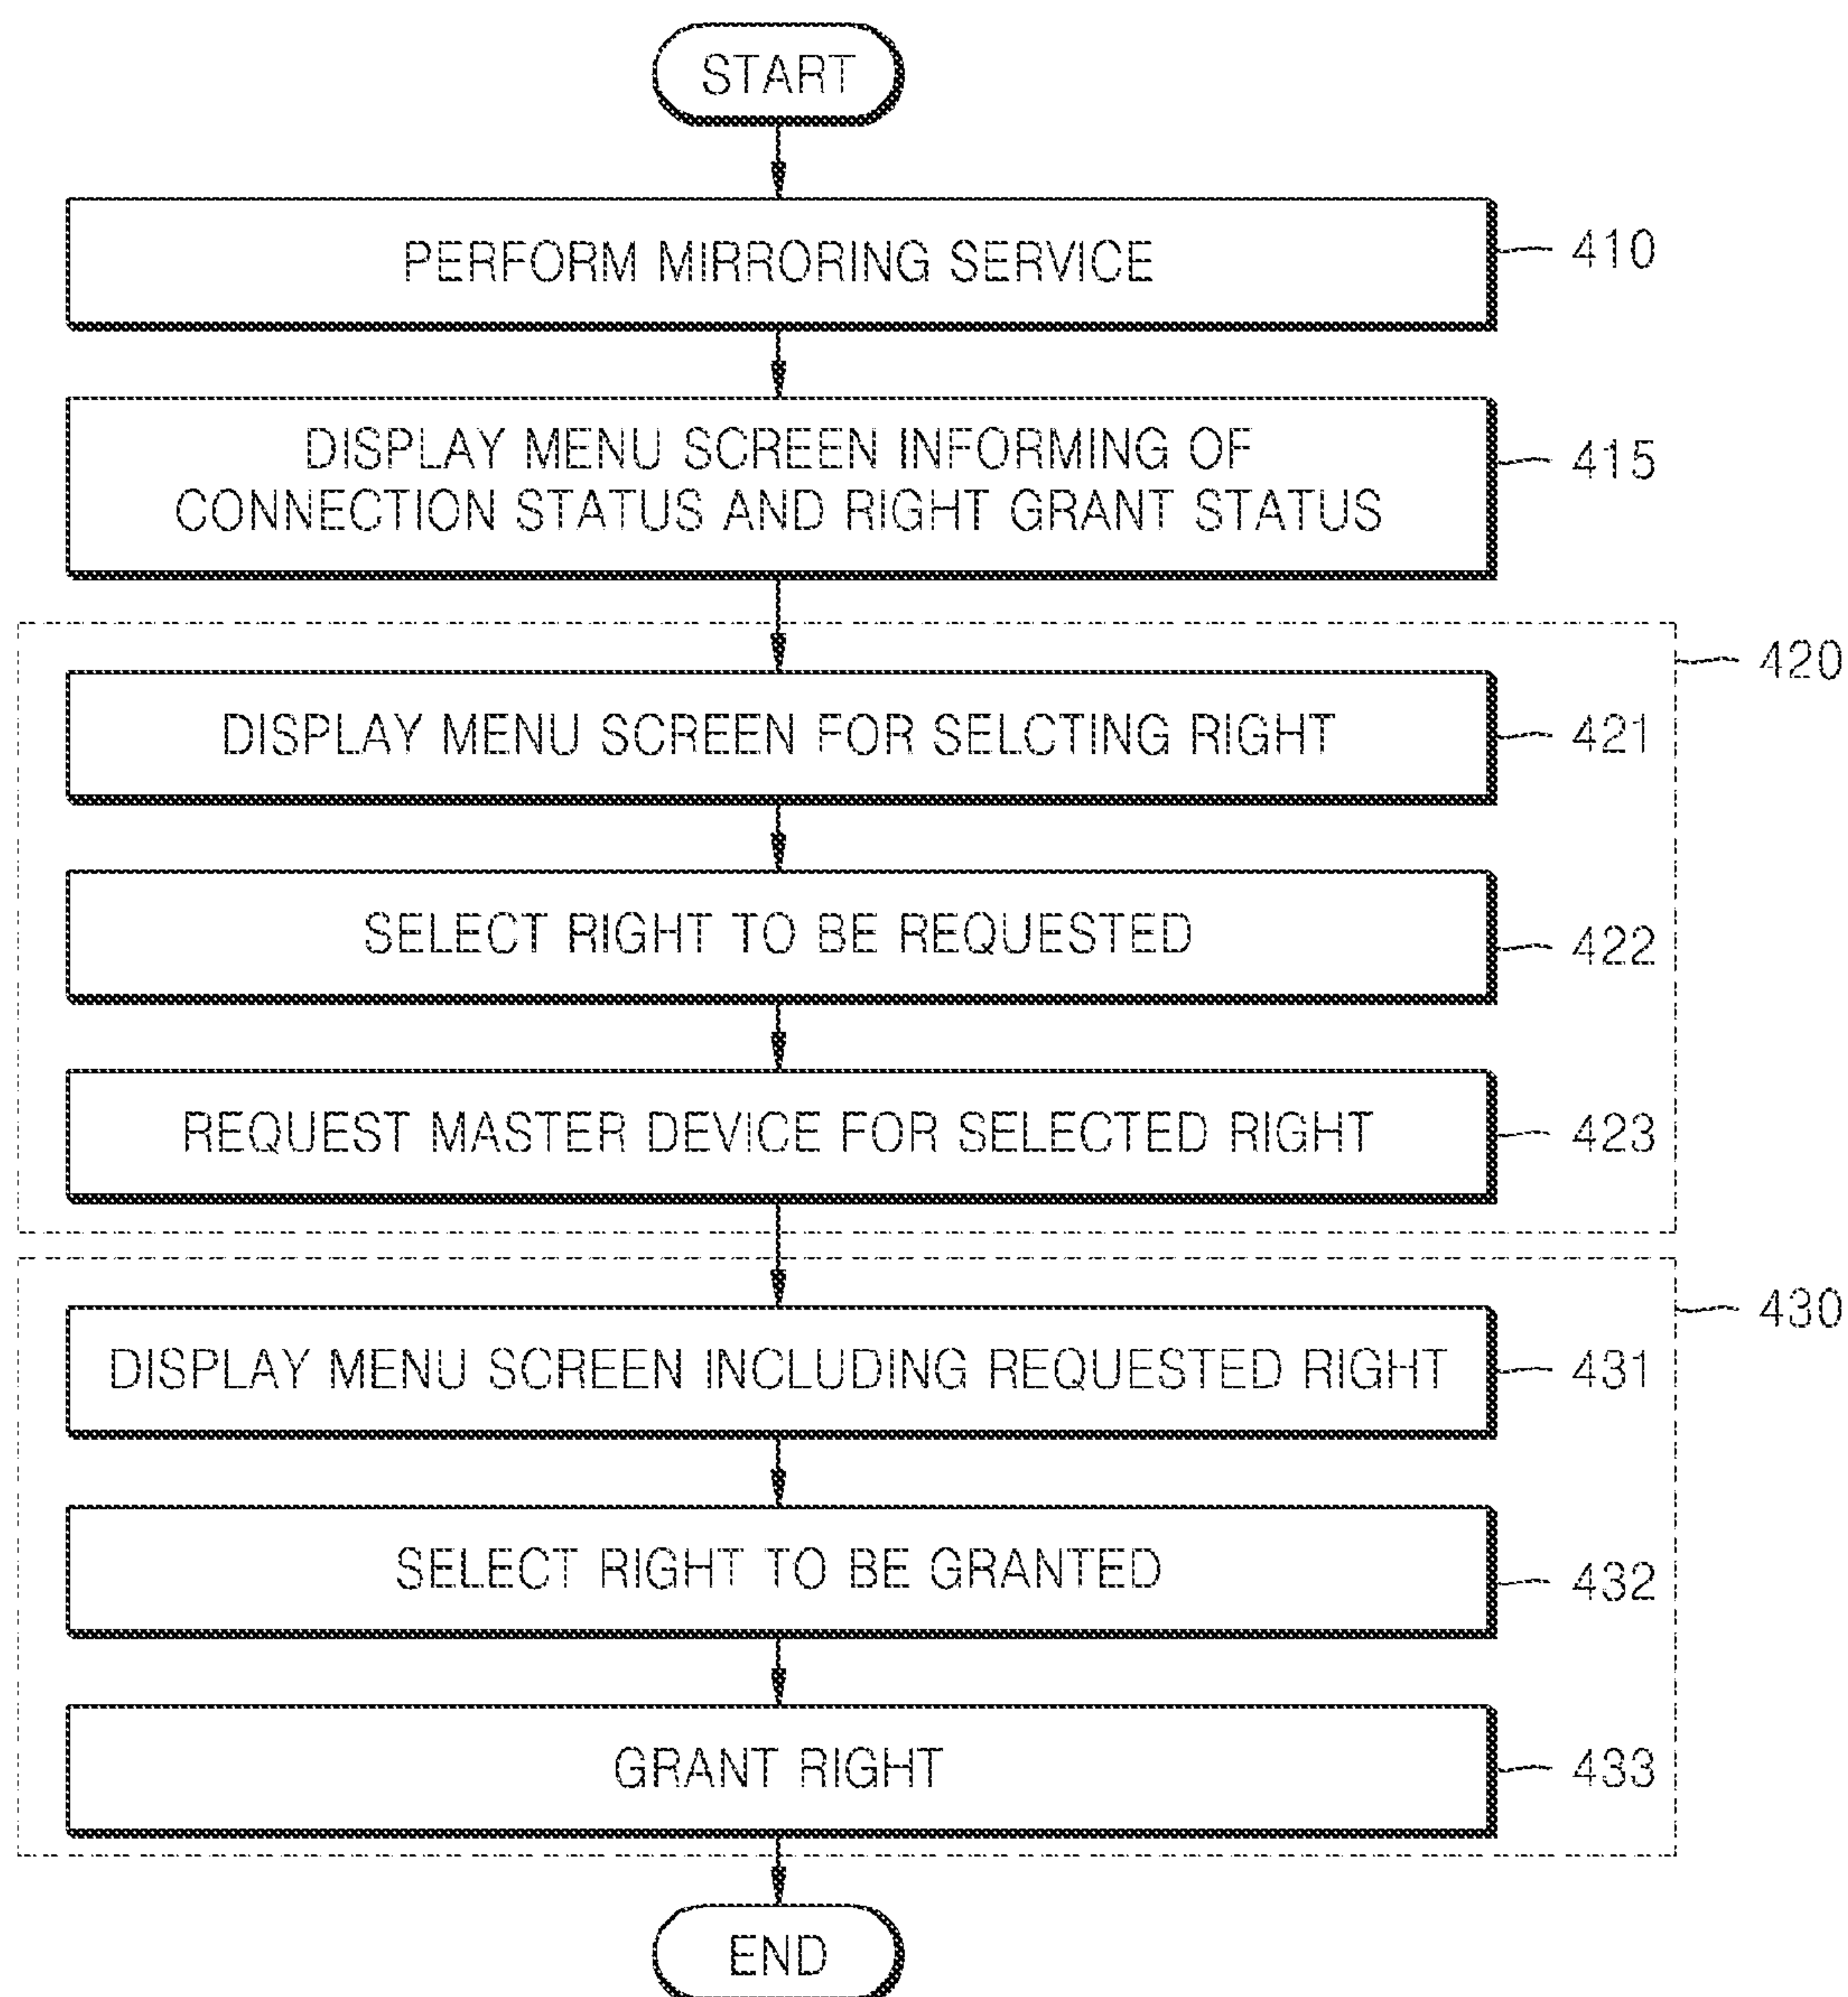 START
PERFORM MIRRORING SERVICE
410
DISPLAY MENU SCREEN INFORMING OF
CONNECTION STATUS AND RIGHT GRANT STATUS
415
420
DISPLAY MENU SCREEN FOR SELCTING RIGHT
421
SELECT RIGHT TO BE REQUESTED
422
REQUEST MASTER DEVICE FOR SELECTED RIGHT
423
430
DISPLAY MENU SCREEN INCLUDING REQUESTED RIGHT
431
SELECT RIGHT TO BE GRANTED
432
GRANT RIGHT
433
END